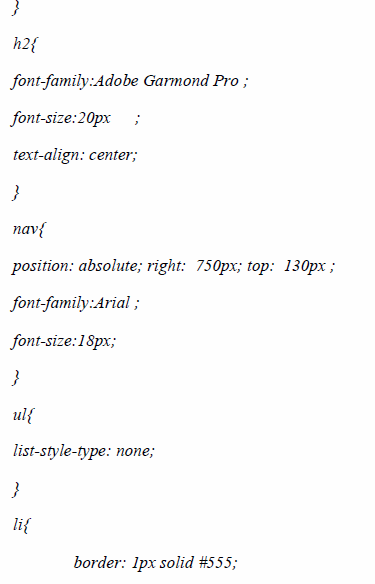 }
h2{
font-family:Adobe Garmond Pro ;
font-size:20px     ;
text-align: center;
}
nav{
position: absolute; right:  750px; top:  130px ;
font-family:Arial ;
font-size:18px;
}
ul{
list-style-type: none;
}
li{
border: 1px solid #555;